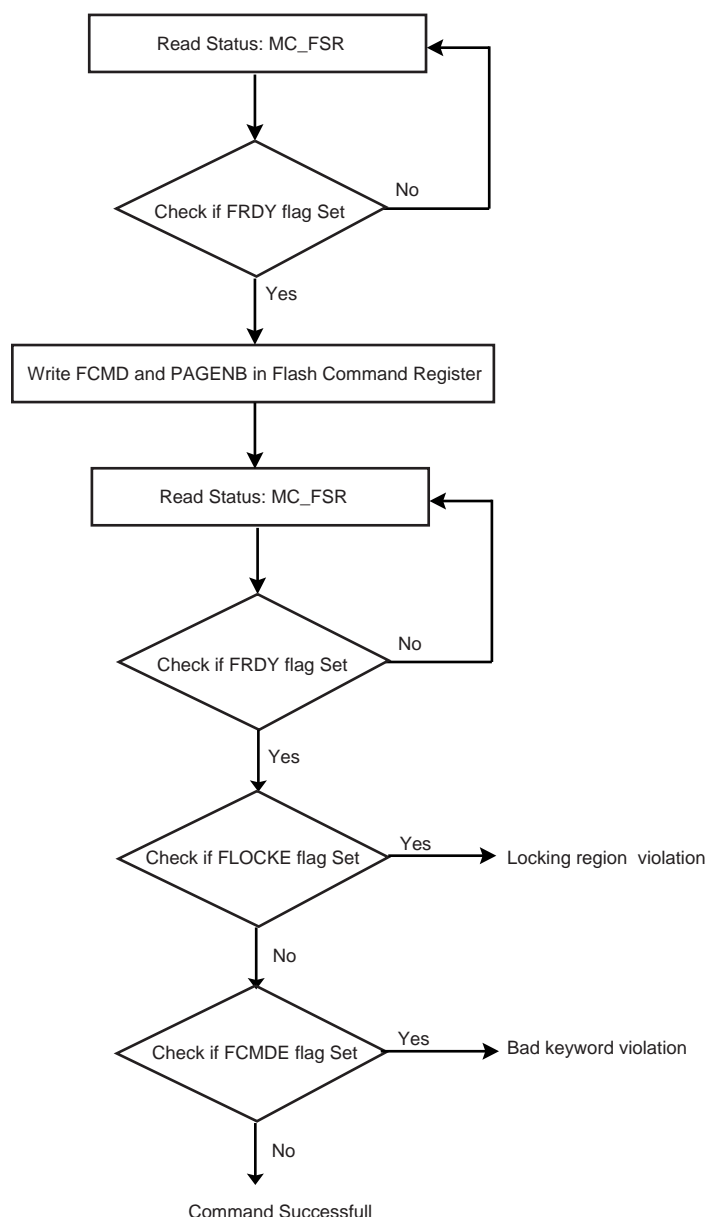 Read Status: MC_FSR
No
Check if FRDY flag Set
Yes
Write FCMD and PAGENB in Flash Command Register
Read Status: MC_FSR
No
Check if FRDY flag Set
Yes
Check if FLOCKE flag Set
Yes
Locking region violation
No
Check if FCMDE flag Set
Yes
Bad keyword violation
No
Command Successfull